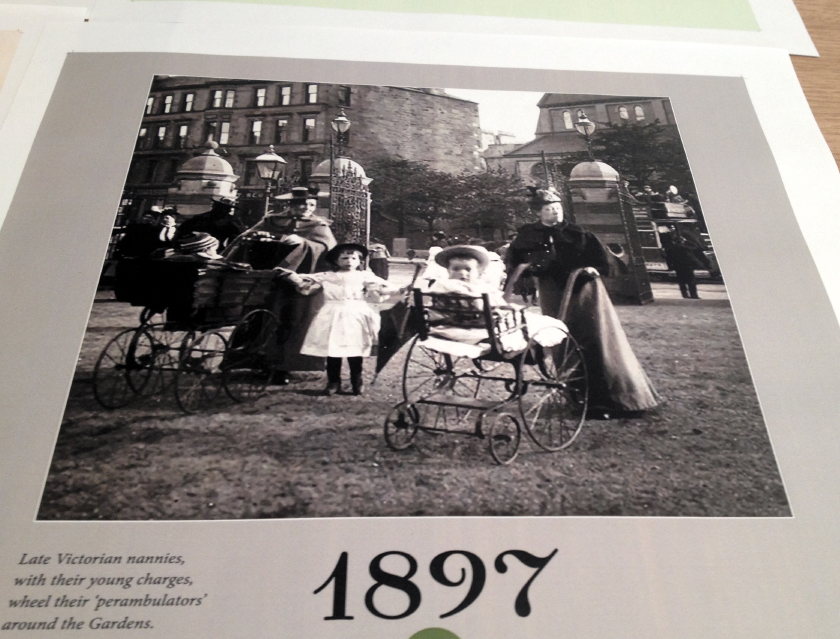 Late Victorian nannies,
with their young charges,
wheel their 'perambulators'
around the Gardens.
1897